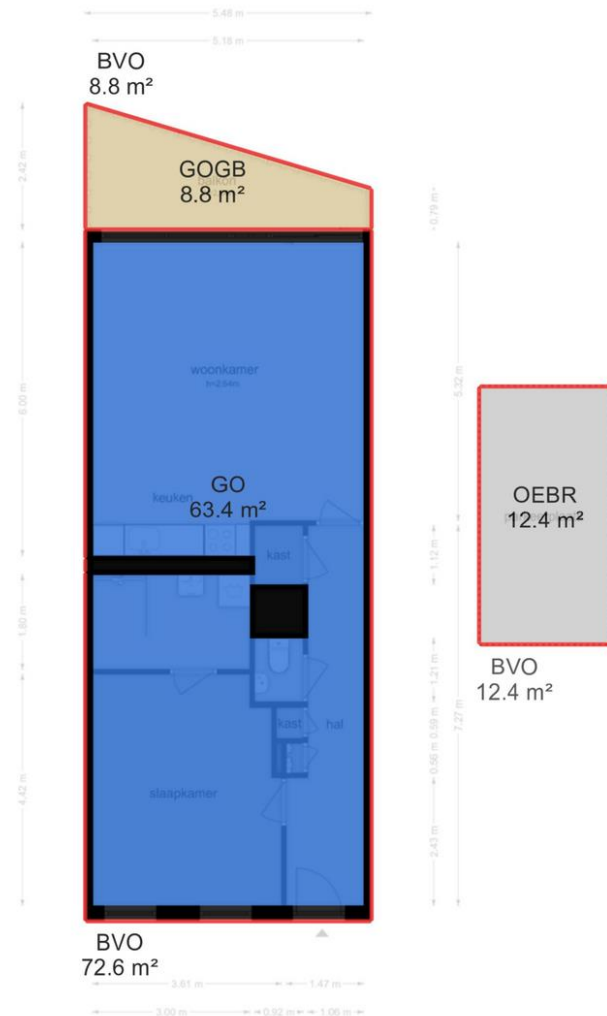 5.48 m
5.18 m
BVO
8.8 m²
GOGB
balkon
8.8 m²
2.42 m
0.79 m
woonkamer
h=2.64m
6.00 m
5.32 m
GO
keuken
63.4 m²
OEBR
12.4 m²
kast
1.12 m
1.80 m
BVO
12.4 m²
1.21 m
kast
hal
0.59 m
7.27 m
0.56 m
slaapkamer
4.42 m
2.43 m
BVO
72.6 m²
3.61 m
1.47 m
3.00 m
0.92 m
1.06 m